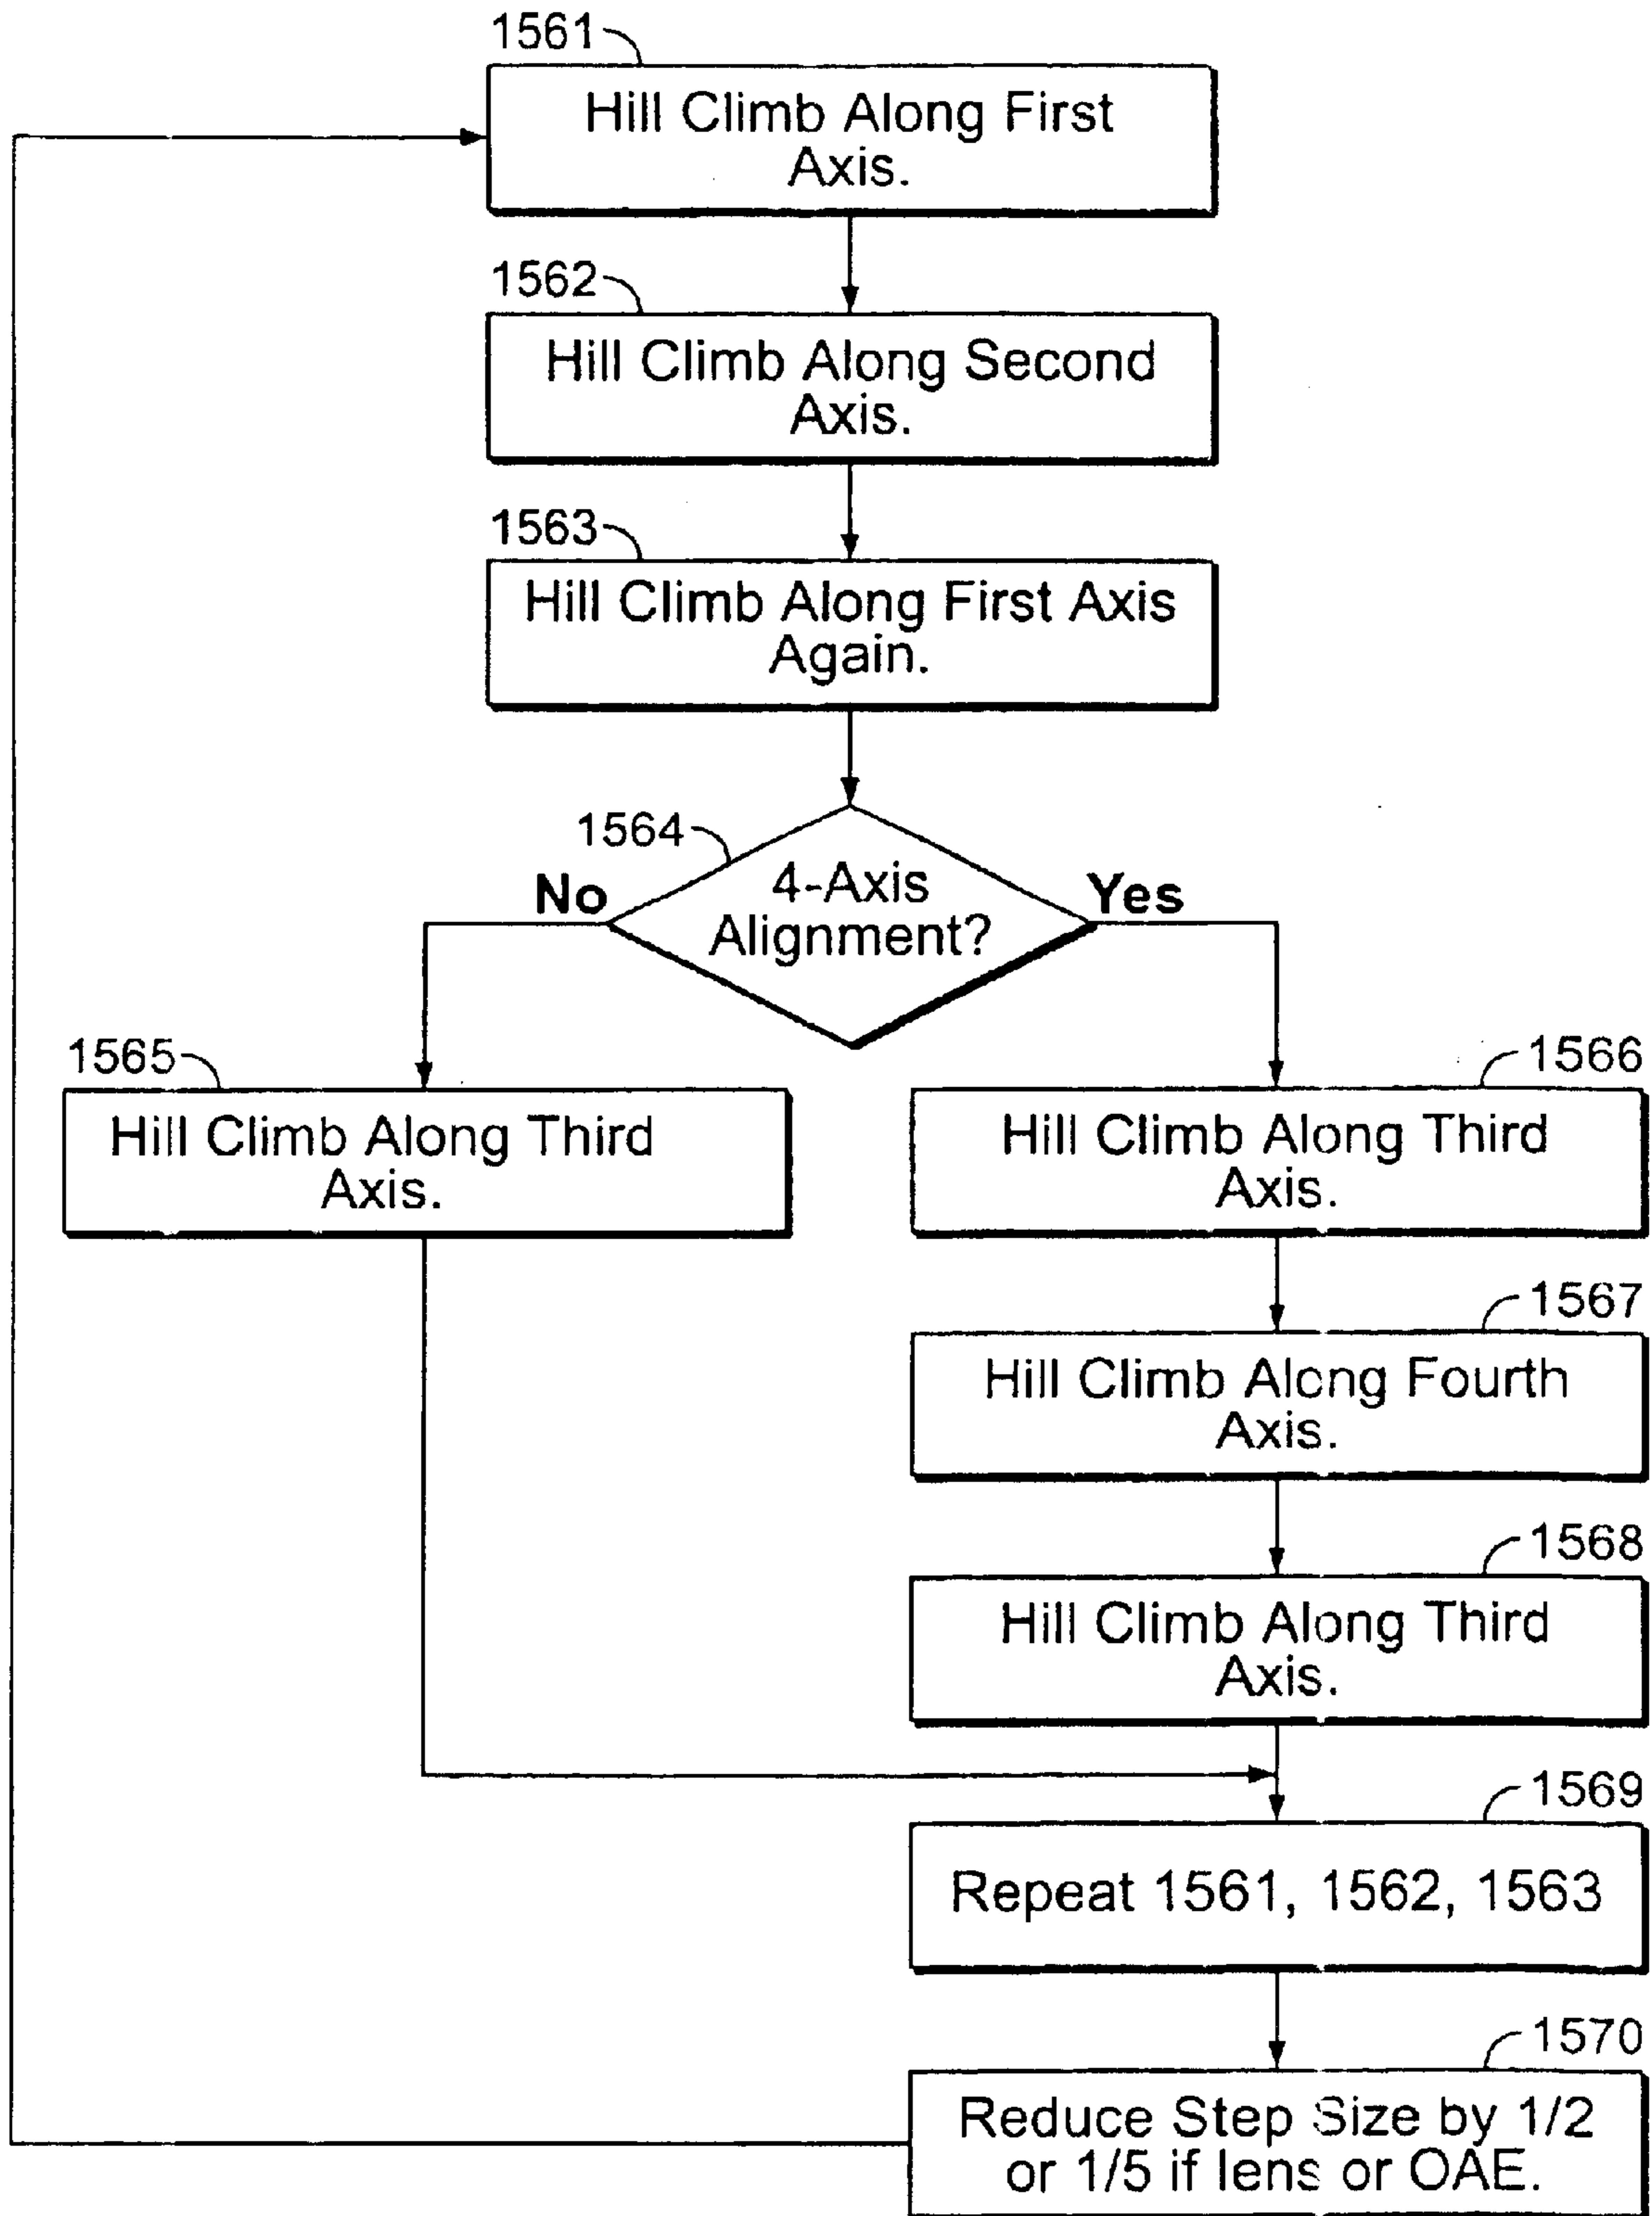 1561
Hill Climb Along First
Axis.
1562
Hill Climb Along Second
Axis.
1563
Hill Climb Along First Axis
Again.
1564
4-Axis
Alignment?
No
Yes
1565
Hill Climb Along Third
Axis.
1566
Hill Climb Along Third
Axis.
1567
Hill Climb Along Fourth
Axis.
1568
Hill Climb Along Third
Axis.
1569
Repeat 1561, 1562, 1563
1570
Reduce Step Size by 1/2
or 1/5 if lens or OAE.